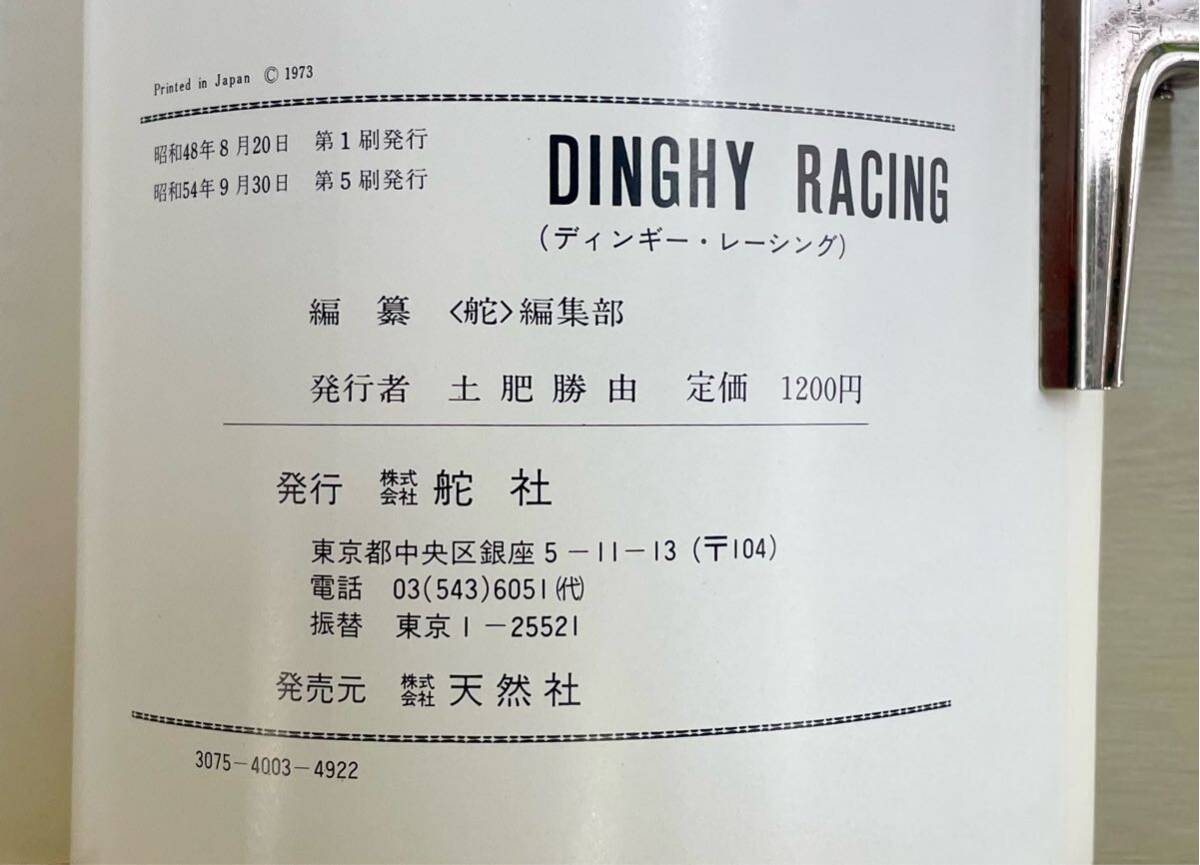 Printed in Japan © 1973
昭和48年8月20日 第1刷発行
昭和54年9月30日 第5刷発行
DINGHY RACING
(ディンギー・レーシング)
編 纂 〈舵〉編集部
発行者 土肥勝由 定価 1200円
発行 株式会社 舵社
東京都中央区銀座5-11-13 (〒104)
電話 03(543)6051(代)
振替 東京1-25521
発売元 株式会社 天然社
3075-4003-4922